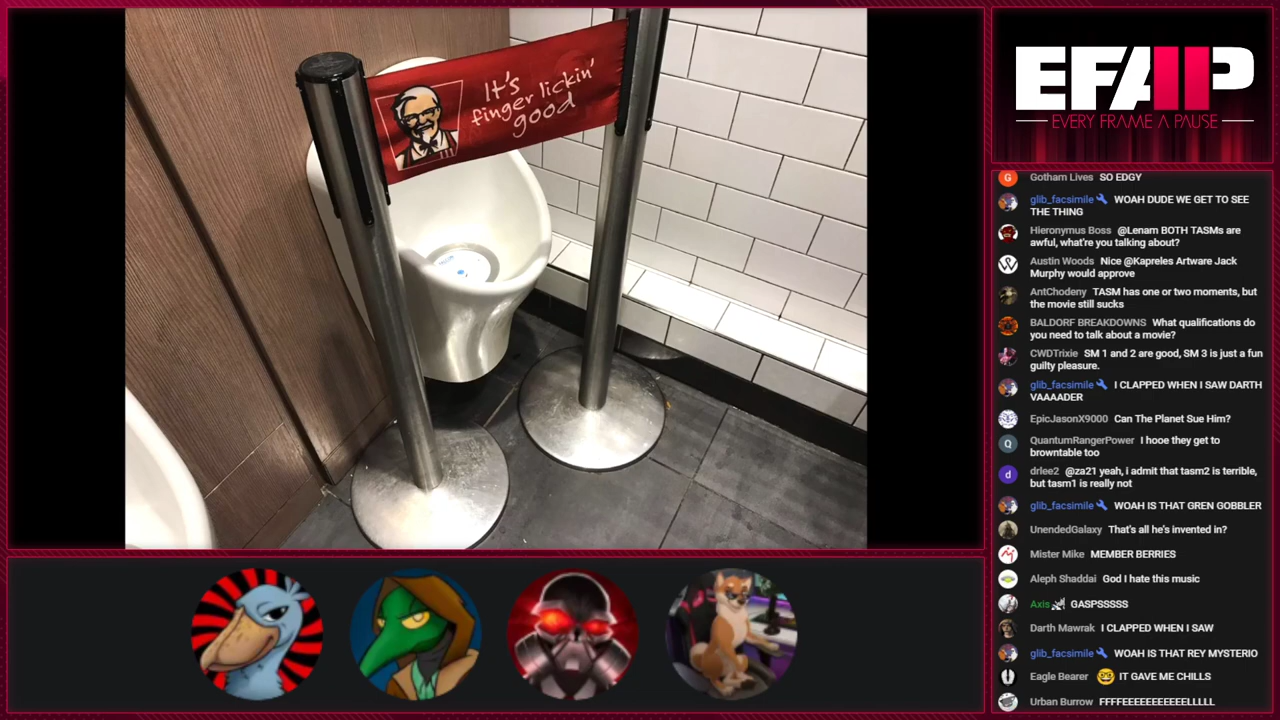 It's
finger lickin'
good
EFAP
EVERY FRAME A PAUSE
Gotham Lives SO EDGY
glib_facsimile WOAH DUDE WE GET TO SEE
THE THING
Hieronymus Boss @Lenam BOTH TASMs are
awful, what're you talking about?
Austin Woods Nice @Kapreles Artware Jack
Murphy would approve
AntChodeny TASM has one or two moments, but
the movie still sucks
BALDORF BREAKDOWNS What qualifications do
you need to talk about a movie?
CWDTrixie SM 1 and 2 are good, SM 3 is just a fun
guilty pleasure.
glib_facsimile I CLAPPED WHEN I SAW DARTH
VAAAADER
EpicJasonX9000 Can The Planet Sue Him?
QuantumRangerPower I hooe they get to
browntable too
drlee2 @za21 yeah, i admit that tasm2 is terrible,
but tasm1 is really not
glib_facsimile WOAH IS THAT GREN GOBBLER
UnendedGalaxy That's all he's invented in?
Mister Mike MEMBER BERRIES
Aleph Shaddai God I hate this music
Axis GASPSSSSS
Darth Mawrak I CLAPPED WHEN I SAW
glib_facsimile WOAH IS THAT REY MYSTERIO
Eagle Bearer IT GAVE ME CHILLS
Urban Burrow FFFFEEEEEEEEEEELLLLL